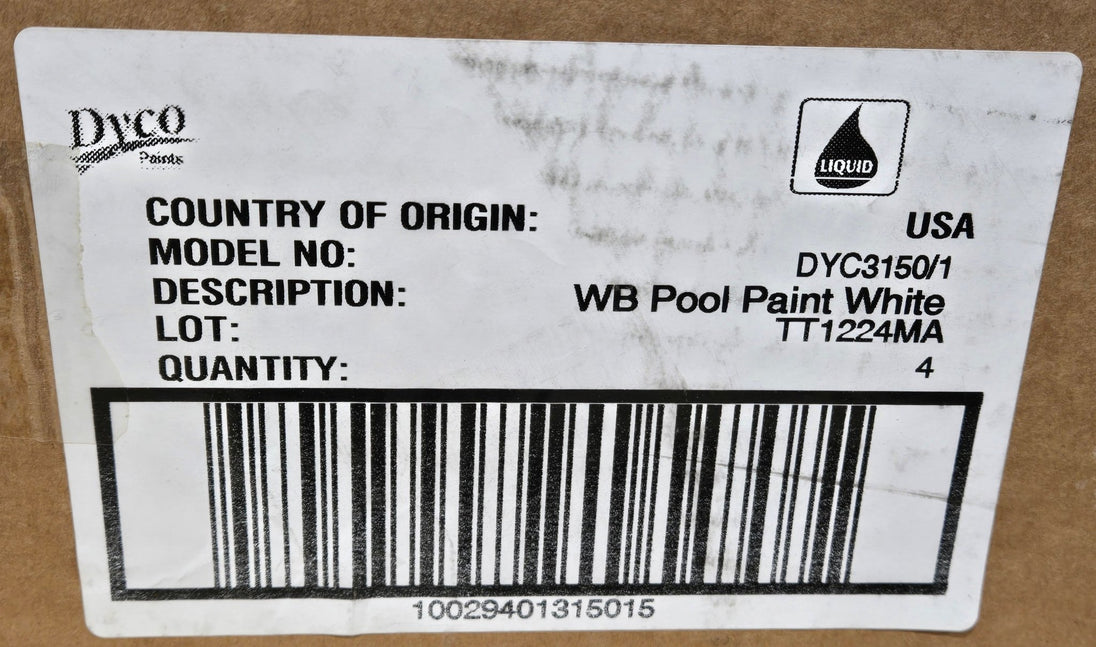 Dyco
Paints
LIQUID
COUNTRY OF ORIGIN: USA
MODEL NO: DYC3150/1
DESCRIPTION: WB Pool Paint White
LOT: TT1224MA
QUANTITY: 4
10029401315015